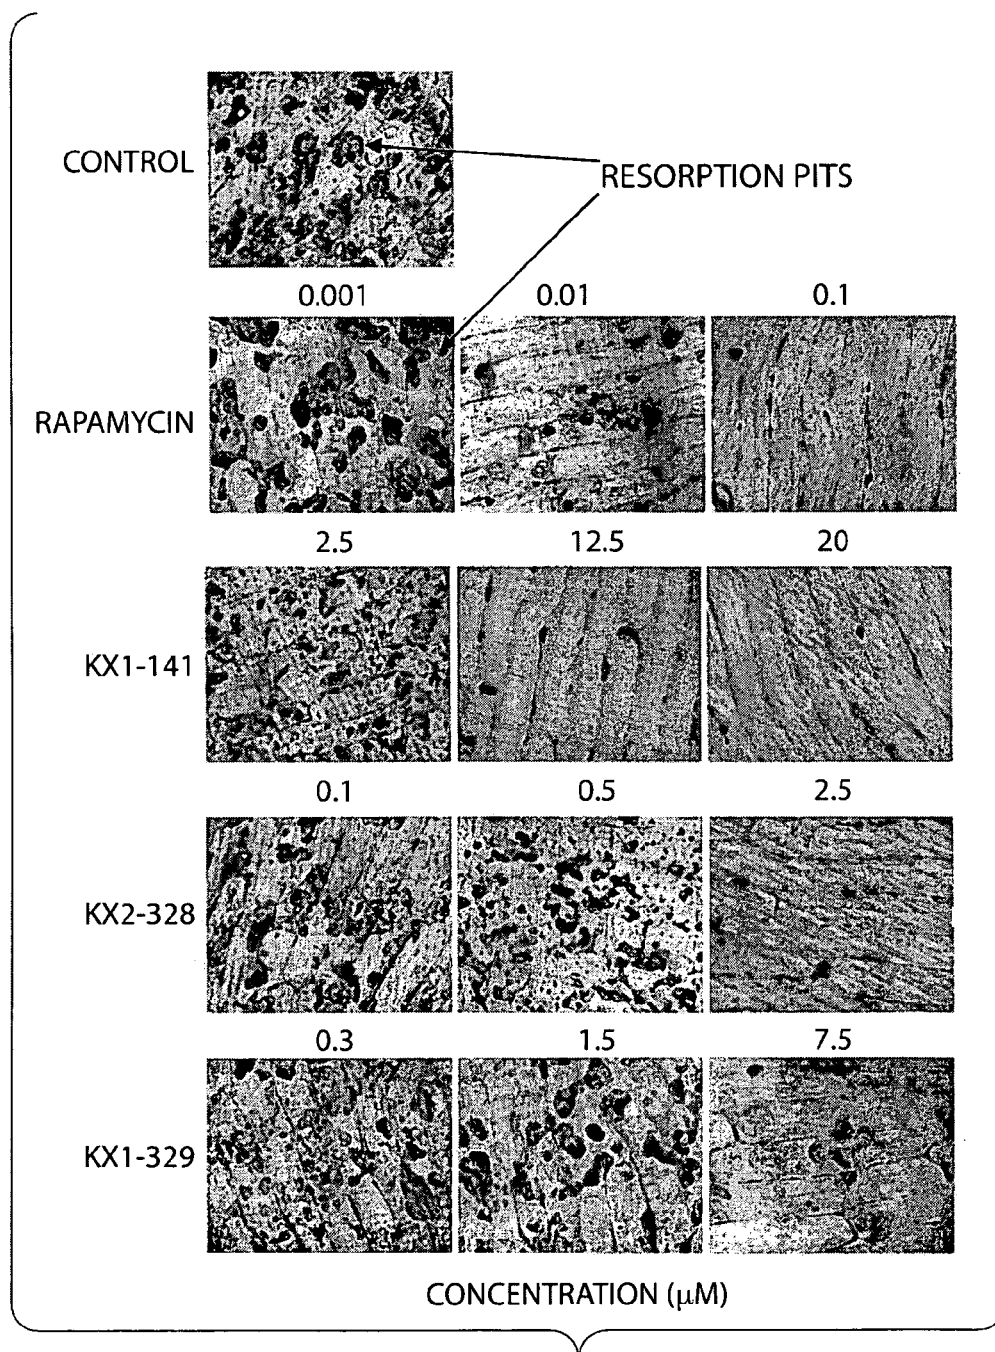 CONTROL
RESORPTION PITS
0.001 0.01 0.1
RAPAMYCIN
2.5 12.5 20
KX1-141
0.1 0.5 2.5
KX2-328
0.3 1.5 7.5
KX1-329
CONCENTRATION (μM)